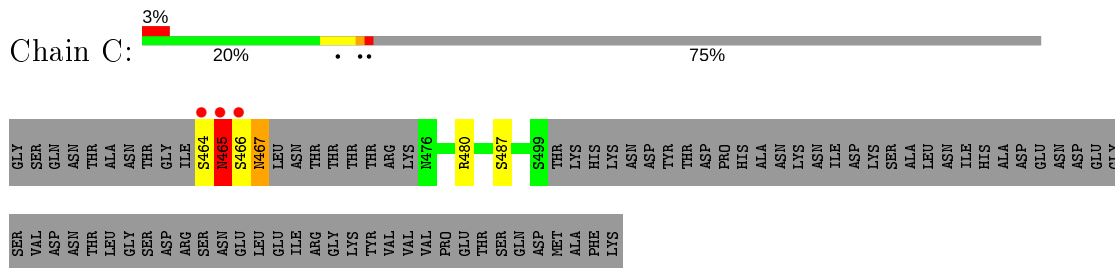 3%
Chain C:
20% • •• 75%
GLY SER GLN ASN THR ALA ASN THR GLY ILE S464 N465 S466 N467 LEU ASN THR THR THR THR ARG LYS N476 R480 S487 S499 THR LYS HIS LYS ASN ASP TYR THR ASP PRO HIS ALA ASN LYS ASN ILE ASP LYS SER ALA LEU ASN ILE HIS ALA ASP GLU ASN ASP GLU GLY
SER VAL ASP ASN THR LEU GLY SER ASP ARG SER ASN GLU LEU GLU ILE ARG GLY LYS TYR VAL VAL VAL PRO GLU THR SER GLN ASP MET ALA PHE LYS